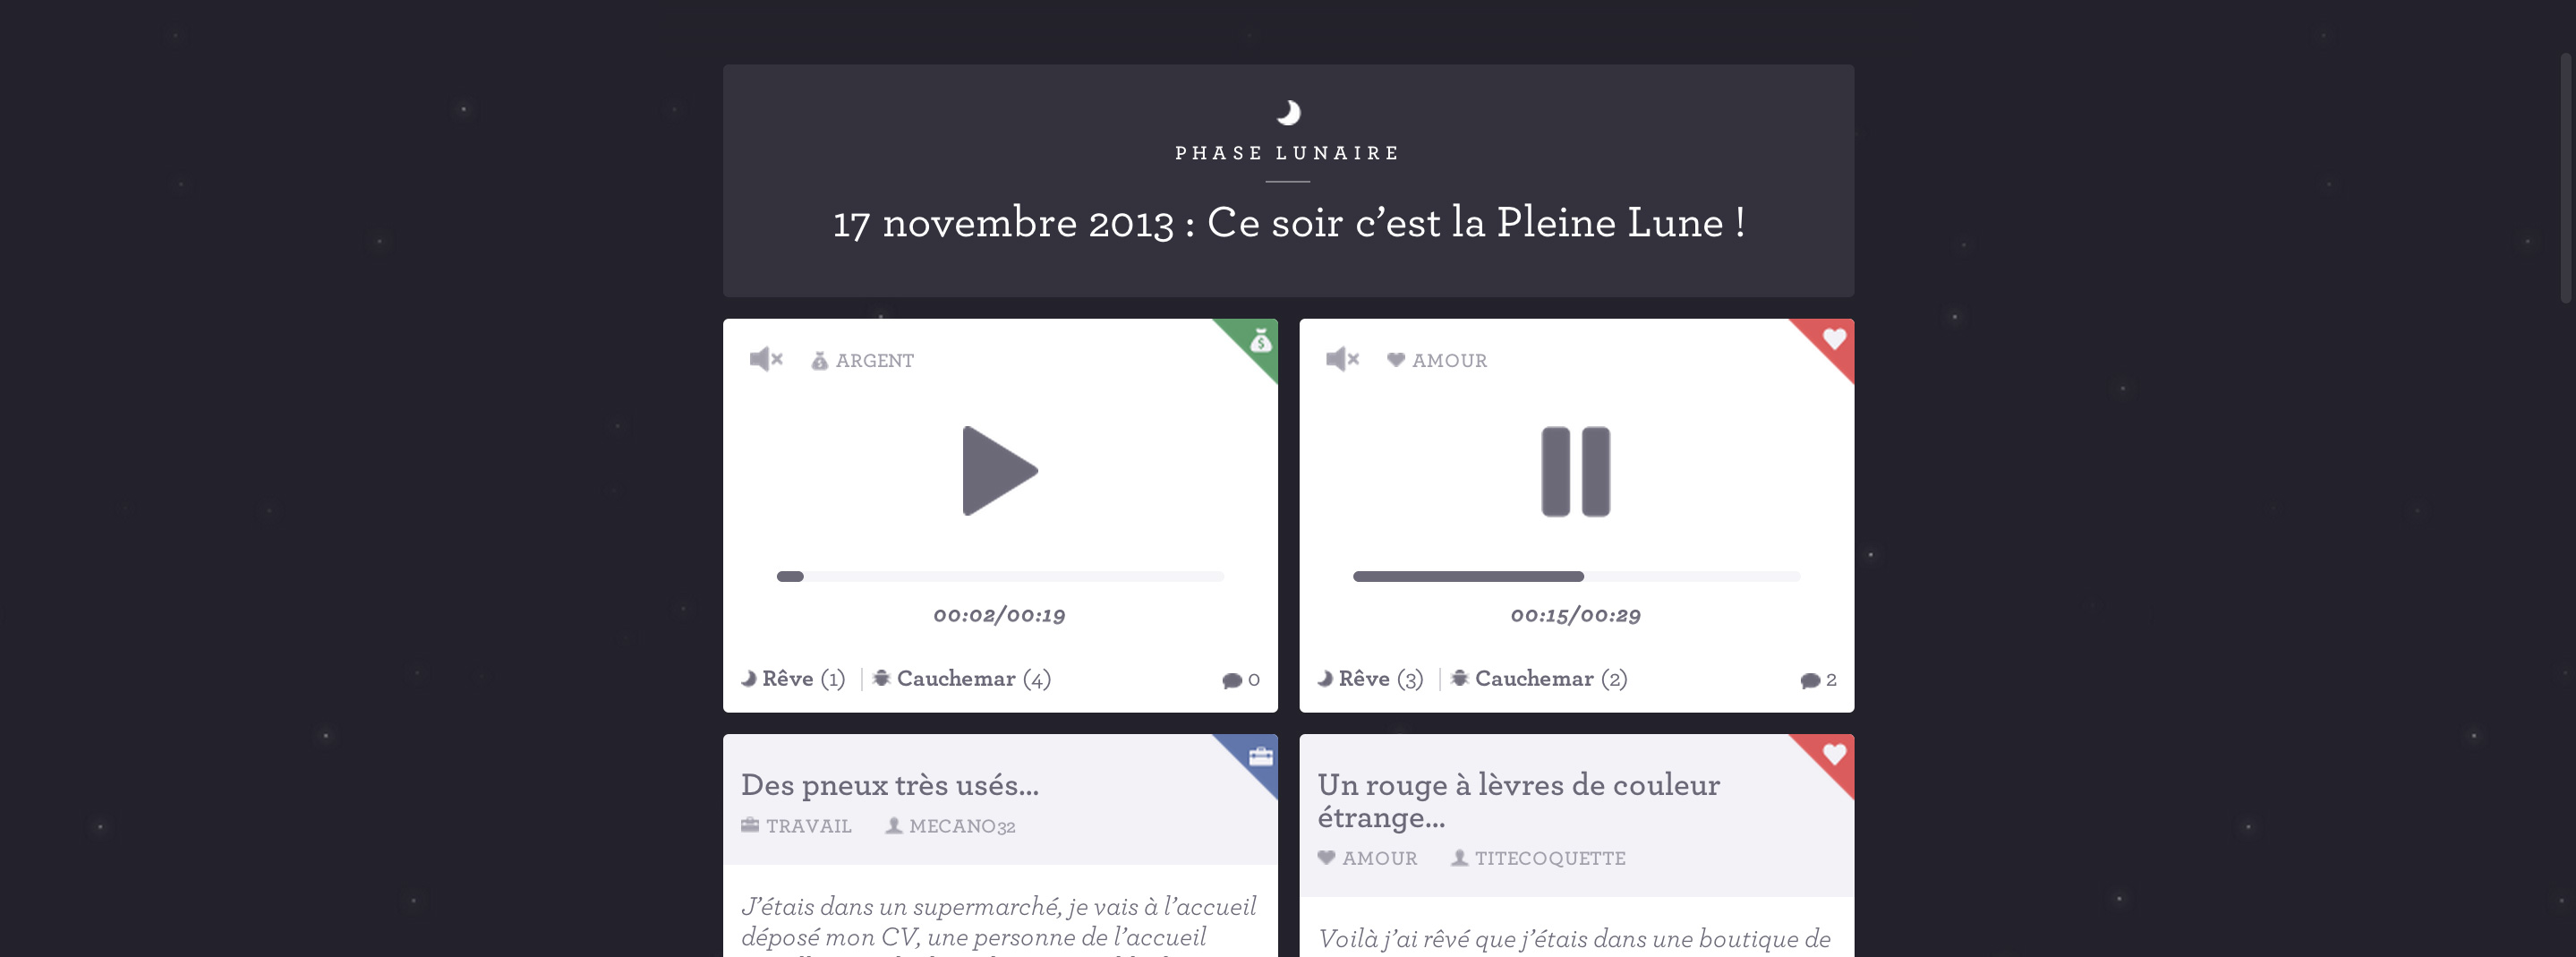 PHASE LUNAIRE
17 novembre 2013 : Ce soir c’est la Pleine Lune !
ARGENT
00:02/00:19
Rêve (1) | Cauchemar (4) 0
AMOUR
00:15/00:29
Rêve (3) | Cauchemar (2) 2
Des pneux très usés...
TRAVAIL MECANO32
J’étais dans un supermarché, je vais à l’accueil
déposé mon CV, une personne de l’accueil
Un rouge à lèvres de couleur
étrange...
AMOUR TITECOQUETTE
Voilà j’ai rêvé que j’étais dans une boutique de